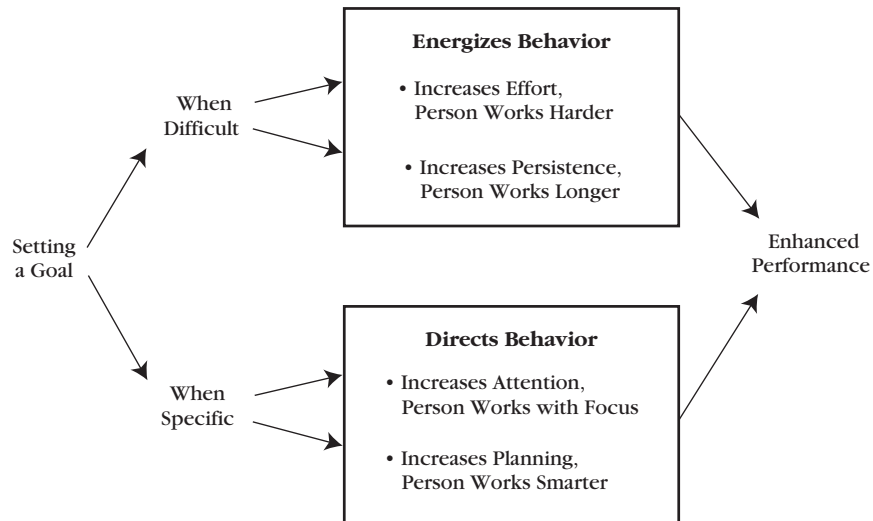 Setting
a Goal
When
Difficult
Energizes Behavior
• Increases Effort,
Person Works Harder
• Increases Persistence,
Person Works Longer
When
Specific
Directs Behavior
• Increases Attention,
Person Works with Focus
• Increases Planning,
Person Works Smarter
Enhanced
Performance